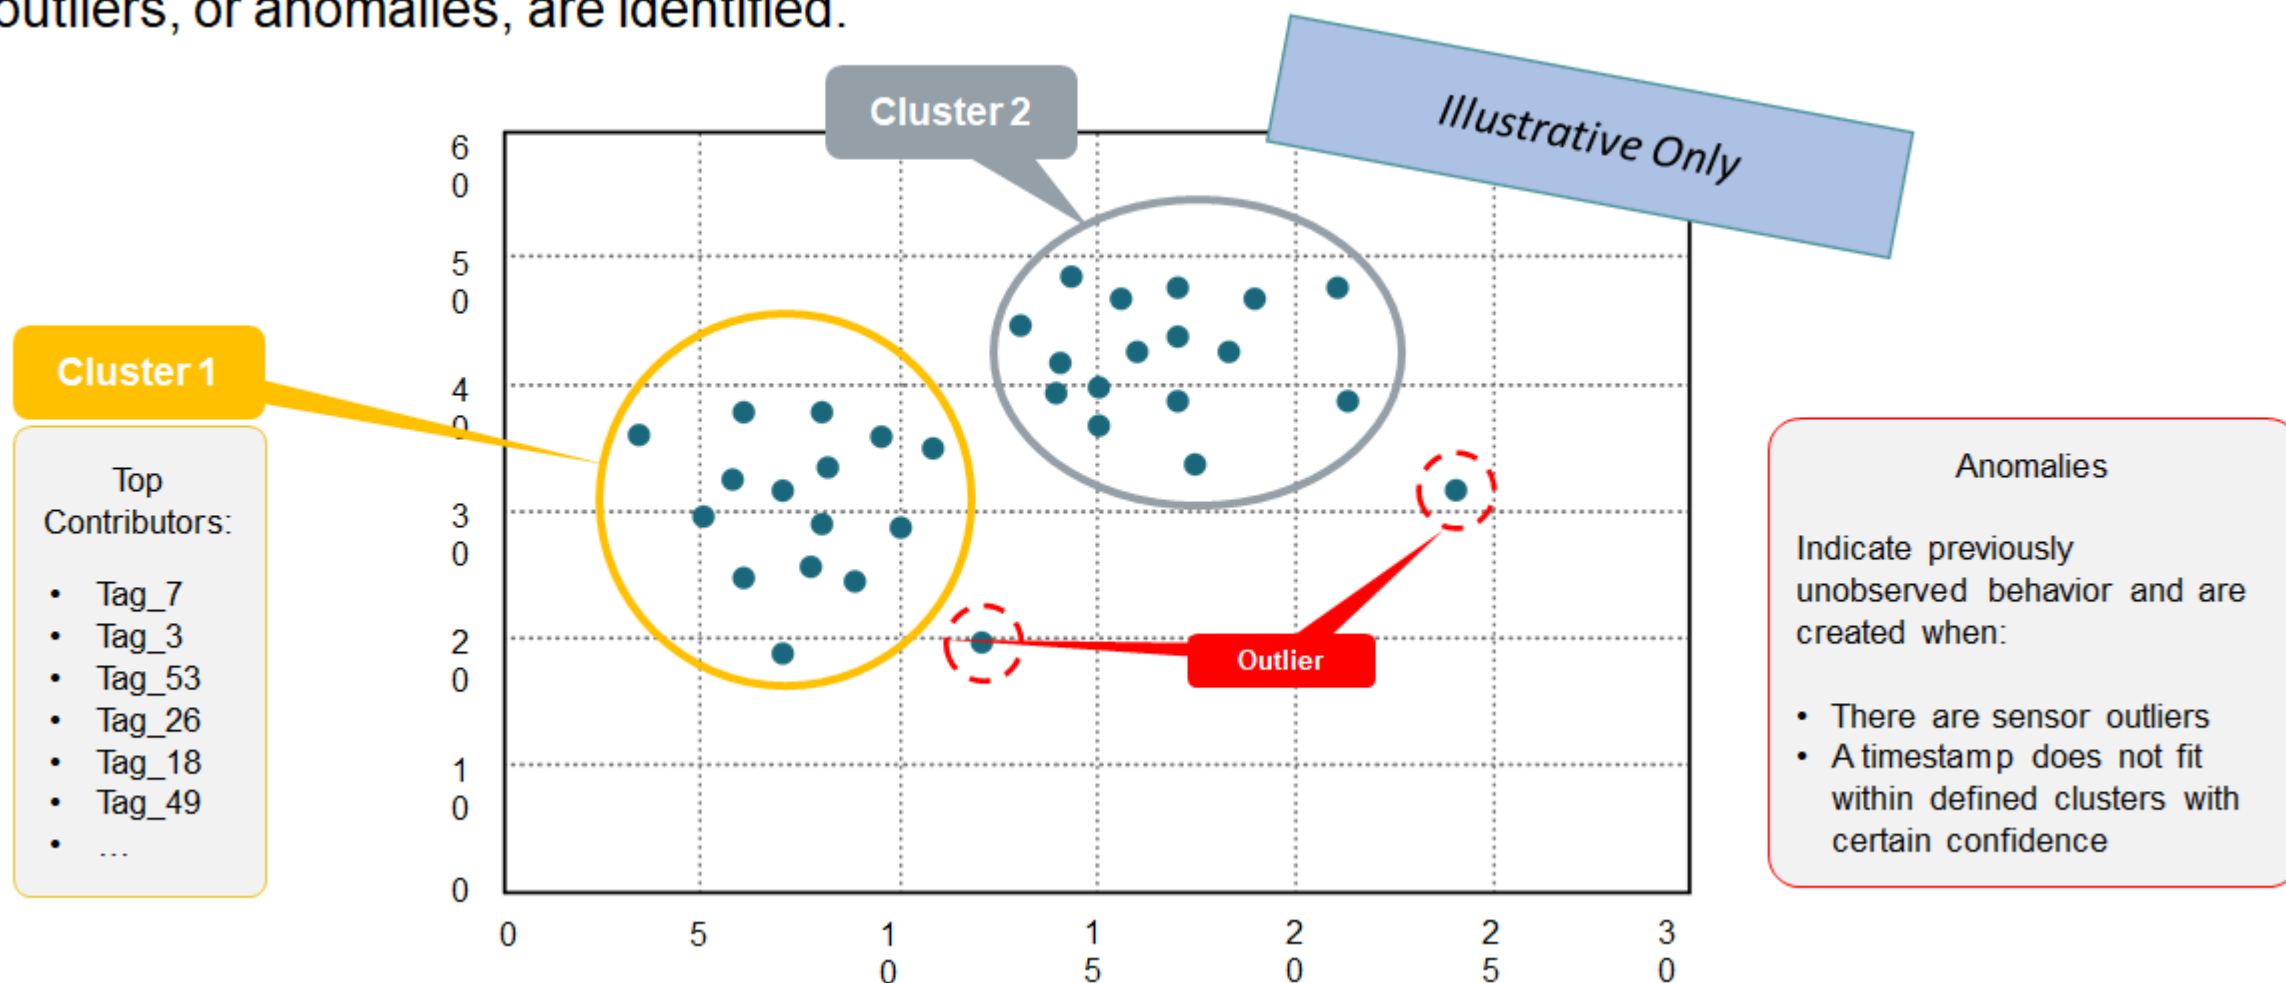 outliers, or anomalies, are identified.
Cluster 2
Illustrative Only
Cluster 1
Top
Contributors:
• Tag_7
• Tag_3
• Tag_53
• Tag_26
• Tag_18
• Tag_49
• ...
6
0
5
0
4
0
3
0
2
0
1
0
0
0
5
1
0
1
5
2
0
2
5
3
0
Outlier
Anomalies
Indicate previously
unobserved behavior and are
created when:
• There are sensor outliers
• A timestamp does not fit
within defined clusters with
certain confidence